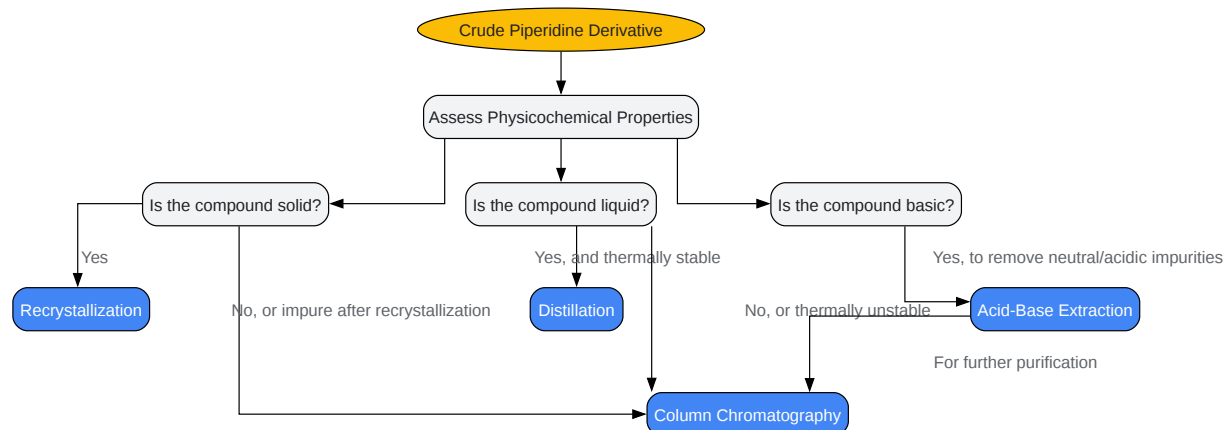 Crude Piperidine Derivative
Assess Physicochemical Properties
Is the compound solid?
Is the compound liquid?
Is the compound basic?
Yes
Yes, and thermally stable
Yes, to remove neutral/acidic impurities
Recrystallization
No, or impure after recrystallization
Distillation
No, or thermally unstable
Acid-Base Extraction
For further purification
Column Chromatography